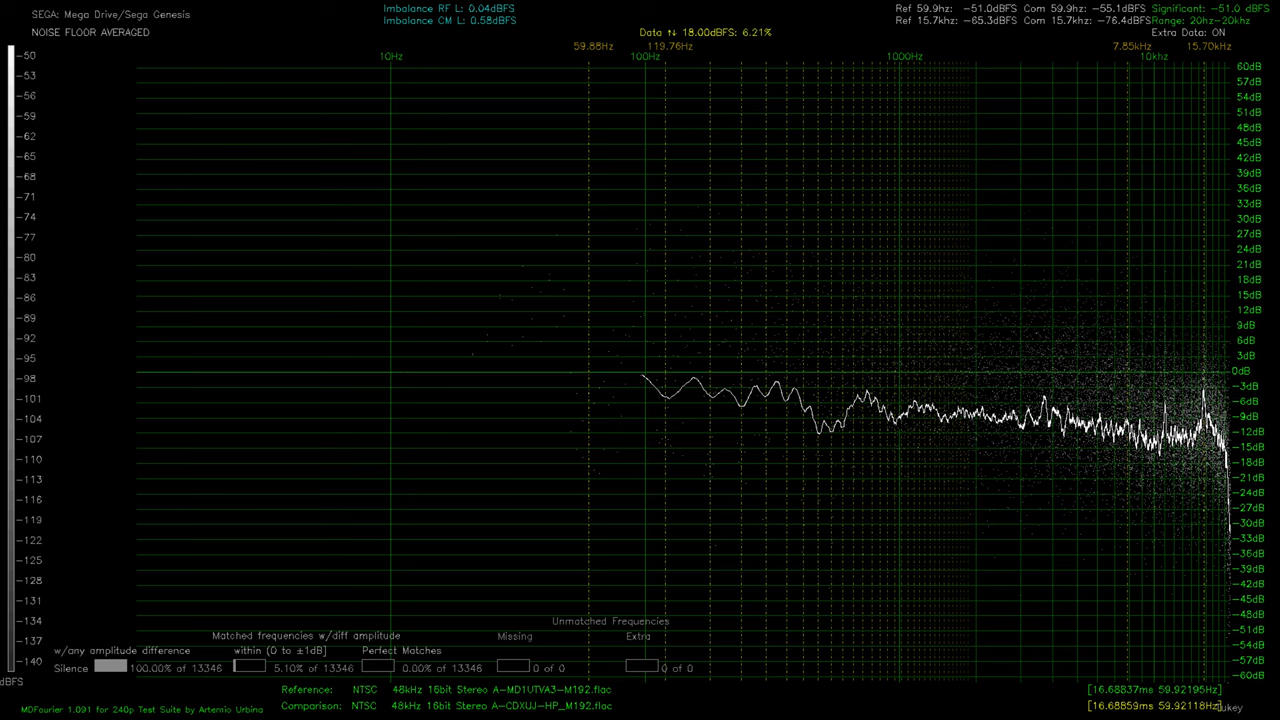 SEGA: Mega Drive/Sega Genesis
NOISE FLOOR AVERAGED
Imbalance RF L: 0.04dBFS
Imbalance CM L: 0.58dBFS
Ref 59.9hz: -51.0dBFS Com 59.9hz: -55.1dBFS Significant: -51.0 dBFS
Ref 15.7khz: -65.3dBFS Com 15.7khz: -76.4dBFS Range: 20hz-20khz
Data ↑↓ 18.00dBFS: 6.21%
Extra Data: ON
59.88Hz 119.76Hz 7.85kHz 15.70kHz
10Hz 100Hz 1000Hz 10kHz
-50
-53
-56
-59
-62
-65
-68
-71
-74
-77
-80
-83
-86
-89
-92
-95
-98
-101
-104
-107
-110
-113
-116
-119
-122
-125
-128
-131
-134
-137
-140
dBFS
60dB
57dB
54dB
51dB
48dB
45dB
42dB
39dB
36dB
33dB
30dB
27dB
24dB
21dB
18dB
15dB
12dB
9dB
6dB
3dB
0dB
-3dB
-6dB
-9dB
-12dB
-15dB
-18dB
-21dB
-24dB
-27dB
-30dB
-33dB
-36dB
-39dB
-42dB
-45dB
-48dB
-51dB
-54dB
-57dB
-60dB
Unmatched Frequencies
Matched frequencies w/diff amplitude Missing Extra
w/any amplitude difference within (0 to ±1dB] Perfect Matches
Silence 100.00% of 13346 5.10% of 13346 0.00% of 13346 0 of 0 0 of 0
Reference: NTSC 48kHz 16bit Stereo A-MD1UTVA3-M192.flac [16.68837ms 59.92195Hz]
Comparison: NTSC 48kHz 16bit Stereo A-CDXUJ-HP_M192.flac [16.68859ms 59.92118Hz]
MDFourier 1.091 for 240p Test Suite by Artemio Urbina